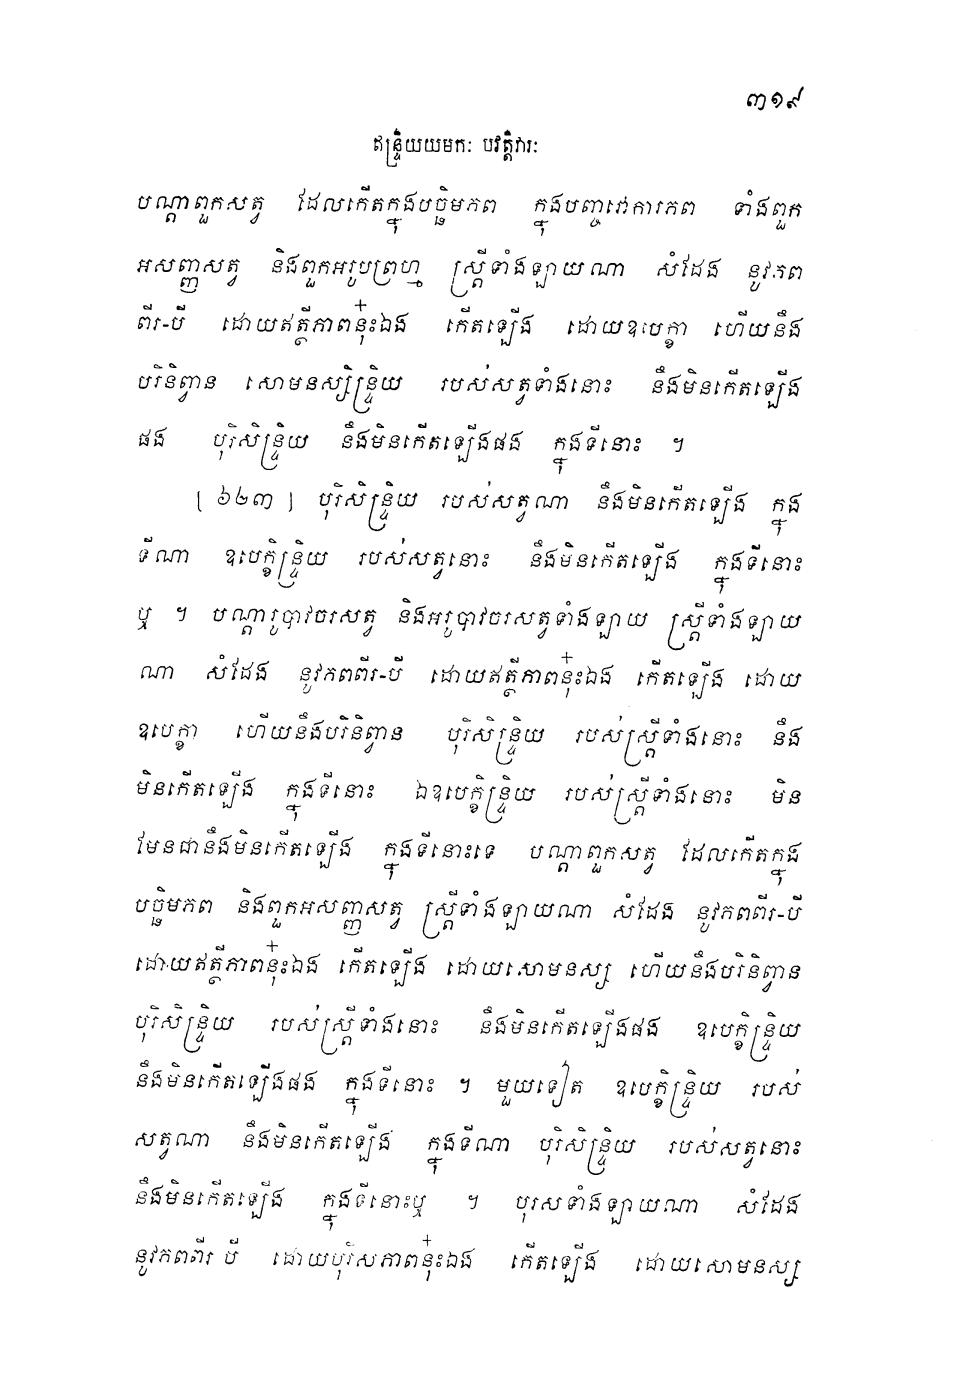 ៣១៩
ឥន្ទ្រិយយមកៈ បវត្តិវារៈ
បណ្តាពួកសត្វ ដែលកើតក្នុងបច្ឆិមភព ក្នុងបញ្ចវោការភព ទាំងពួក
អសញ្ញសត្វ និងពួកអរូបព្រហ្ម ស្រ្តីទាំងឡាយណា សំដែង នូវភព
ពីរ-បី ដោយឥត្ថីភាពនុ៎ះឯង កើតឡើង ដោយឧបេក្ខា ហើយនឹង
បរិនិព្វាន សោមនស្សិន្ទ្រិយ របស់សត្វទាំងនោះ នឹងមិនកើតឡើង
ផង បុរិសិន្ទ្រិយ នឹងមិនកើតឡើងផង ក្នុងទីនោះ ។
[ ៦២៣ ] បុរិសិន្ទ្រិយ របស់សត្វណា នឹងមិនកើតឡើង ក្នុង
ទីណា ឧបេក្ខិន្ទ្រិយ របស់សត្វនោះ នឹងមិនកើតឡើង ក្នុងទីនោះ
ឬ ។ បណ្តារូបាវចរសត្វ និងអរូបាវចរសត្វទាំងឡាយ ស្រ្តីទាំងឡាយ
ណា សំដែង នូវភពពីរ-បី ដោយឥត្ថីភាពនុ៎ះឯង កើតឡើង ដោយ
ឧបេក្ខា ហើយនឹងបរិនិព្វាន បុរិសិន្ទ្រិយ របស់ស្រ្តីទាំងនោះ នឹង
មិនកើតឡើង ក្នុងទីនោះ ឯឧបេក្ខិន្ទ្រិយ របស់ស្រ្តីទាំងនោះ មិន
មែនជានឹងមិនកើតឡើង ក្នុងទីនោះទេ បណ្តាពួកសត្វ ដែលកើតក្នុង
បច្ឆិមភព និងពួកអសញ្ញសត្វ ស្រ្តីទាំងឡាយណា សំដែង នូវភពពីរ-បី
ដោយឥត្ថីភាពនុ៎ះឯង កើតឡើង ដោយសោមនស្ស ហើយនឹងបរិនិព្វាន
បុរិសិន្ទ្រិយ របស់ស្រ្តីទាំងនោះ នឹងមិនកើតឡើងផង ឧបេក្ខិន្ទ្រិយ
នឹងមិនកើតឡើងផង ក្នុងទីនោះ ។ មួយទៀត ឧបេក្ខិន្ទ្រិយ របស់
សត្វណា នឹងមិនកើតឡើង ក្នុងទីណា បុរិសិន្ទ្រិយ របស់សត្វនោះ
នឹងមិនកើតឡើង ក្នុងទីនោះឬ ។ បុរសទាំងឡាយណា សំដែង
នូវភពពីរ បី ដោយបុរិសភាពនុ៎ះឯង កើតឡើង ដោយសោមនស្ស